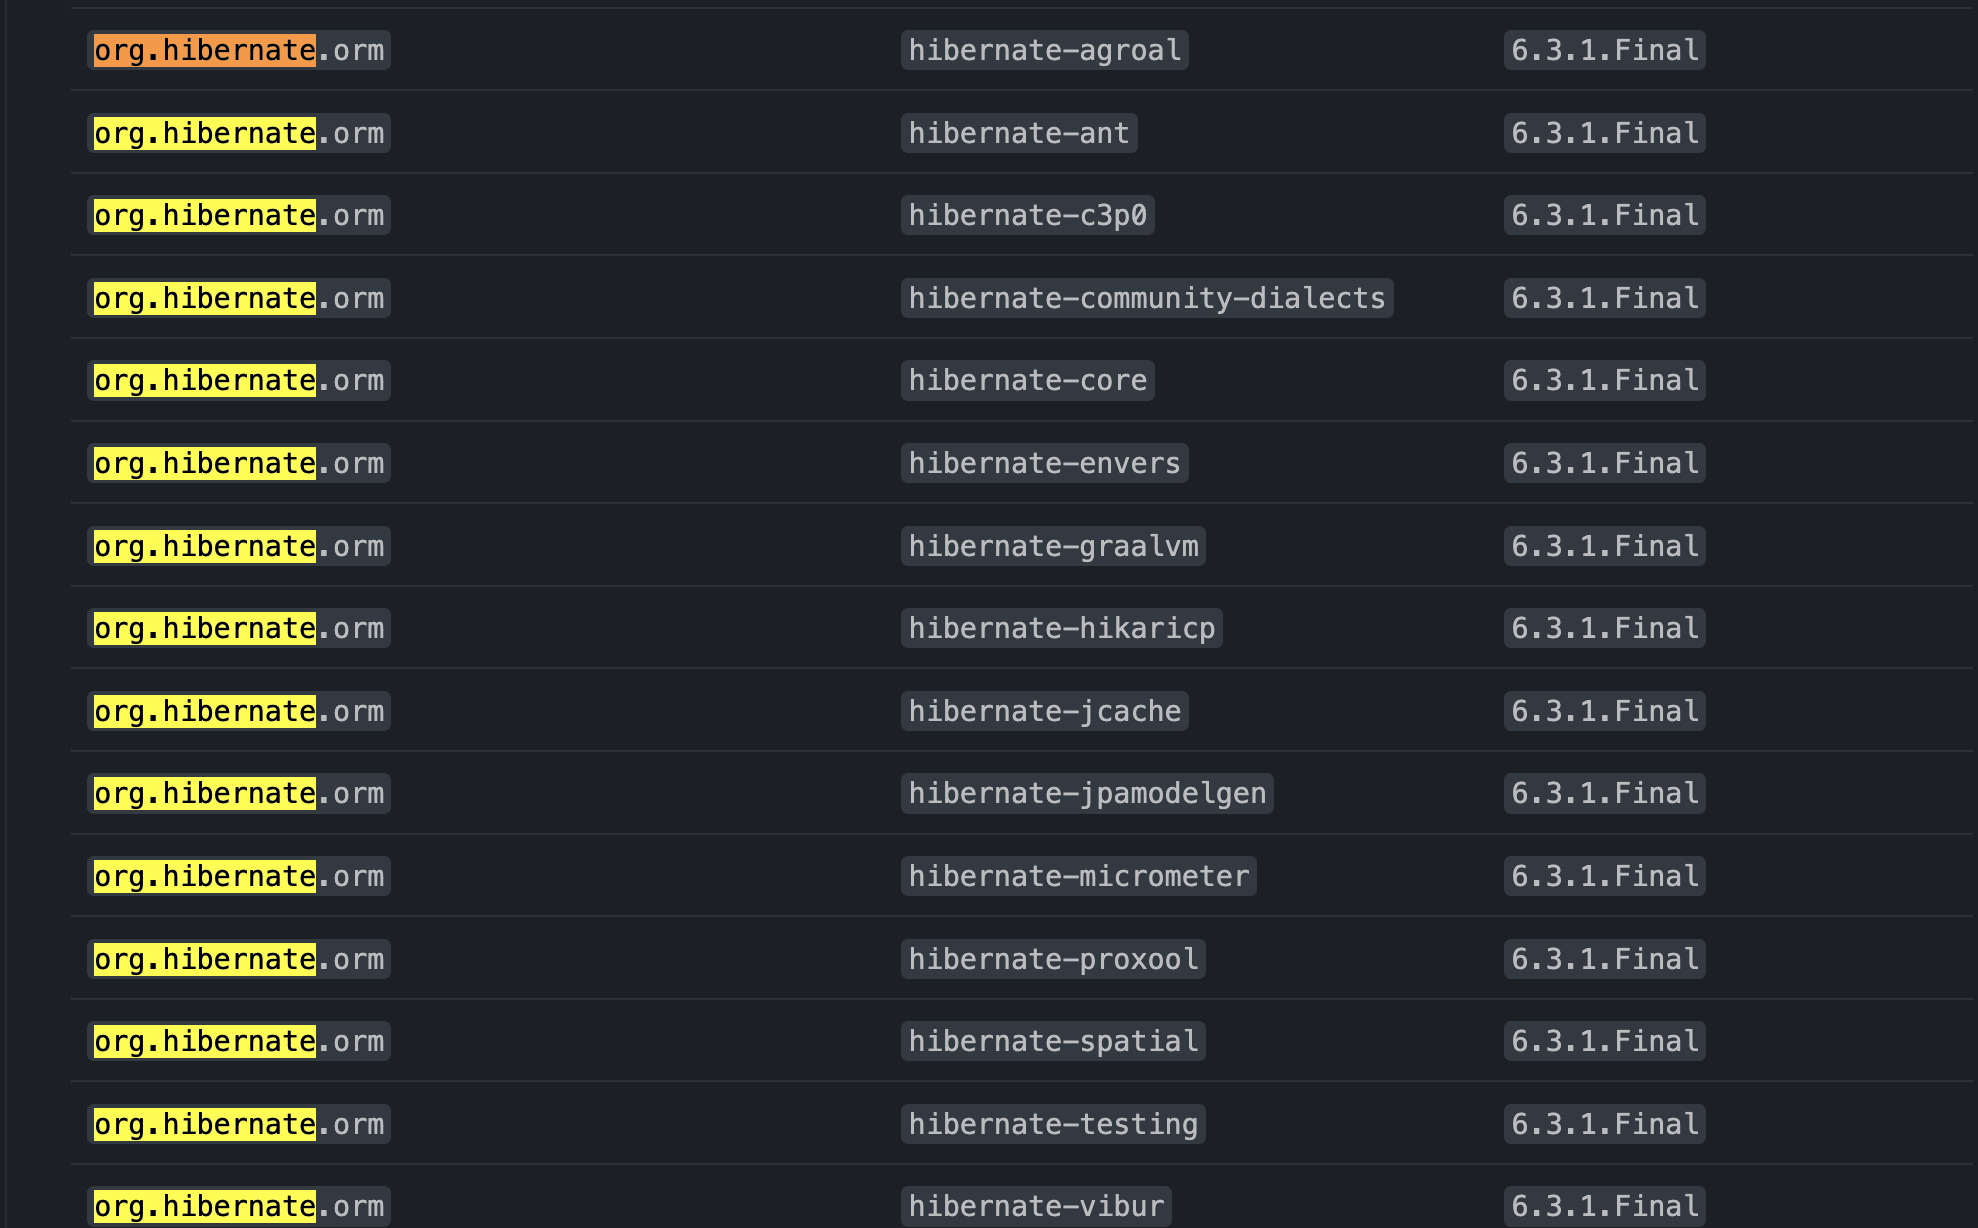 org.hibernate.orm hibernate-agroal 6.3.1.Final
org.hibernate.orm hibernate-ant 6.3.1.Final
org.hibernate.orm hibernate-c3p0 6.3.1.Final
org.hibernate.orm hibernate-community-dialects 6.3.1.Final
org.hibernate.orm hibernate-core 6.3.1.Final
org.hibernate.orm hibernate-envers 6.3.1.Final
org.hibernate.orm hibernate-graalvm 6.3.1.Final
org.hibernate.orm hibernate-hikaricp 6.3.1.Final
org.hibernate.orm hibernate-jcache 6.3.1.Final
org.hibernate.orm hibernate-jpamodelgen 6.3.1.Final
org.hibernate.orm hibernate-micrometer 6.3.1.Final
org.hibernate.orm hibernate-proxool 6.3.1.Final
org.hibernate.orm hibernate-spatial 6.3.1.Final
org.hibernate.orm hibernate-testing 6.3.1.Final
org.hibernate.orm hibernate-vibur 6.3.1.Final